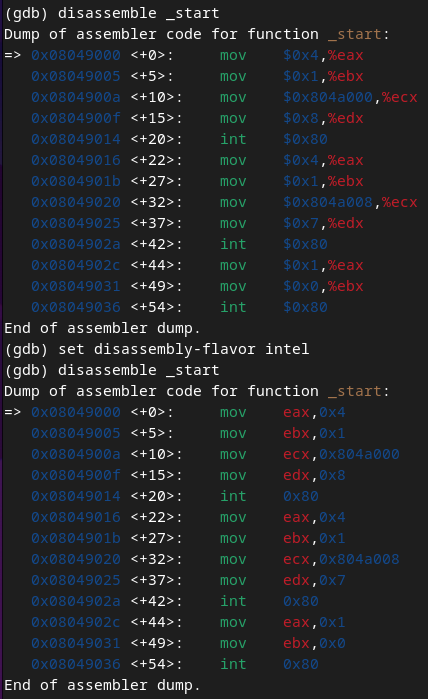 (gdb) disassemble _start
Dump of assembler code for function _start:
=> 0x08049000 <+0>:     mov    $0x4,%eax
   0x08049005 <+5>:     mov    $0x1,%ebx
   0x0804900a <+10>:    mov    $0x804a000,%ecx
   0x0804900f <+15>:    mov    $0x8,%edx
   0x08049014 <+20>:    int    $0x80
   0x08049016 <+22>:    mov    $0x4,%eax
   0x0804901b <+27>:    mov    $0x1,%ebx
   0x08049020 <+32>:    mov    $0x804a008,%ecx
   0x08049025 <+37>:    mov    $0x7,%edx
   0x0804902a <+42>:    int    $0x80
   0x0804902c <+44>:    mov    $0x1,%eax
   0x08049031 <+49>:    mov    $0x0,%ebx
   0x08049036 <+54>:    int    $0x80
End of assembler dump.
(gdb) set disassembly-flavor intel
(gdb) disassemble _start
Dump of assembler code for function _start:
=> 0x08049000 <+0>:     mov    eax,0x4
   0x08049005 <+5>:     mov    ebx,0x1
   0x0804900a <+10>:    mov    ecx,0x804a000
   0x0804900f <+15>:    mov    edx,0x8
   0x08049014 <+20>:    int    0x80
   0x08049016 <+22>:    mov    eax,0x4
   0x0804901b <+27>:    mov    ebx,0x1
   0x08049020 <+32>:    mov    ecx,0x804a008
   0x08049025 <+37>:    mov    edx,0x7
   0x0804902a <+42>:    int    0x80
   0x0804902c <+44>:    mov    eax,0x1
   0x08049031 <+49>:    mov    ebx,0x0
   0x08049036 <+54>:    int    0x80
End of assembler dump.